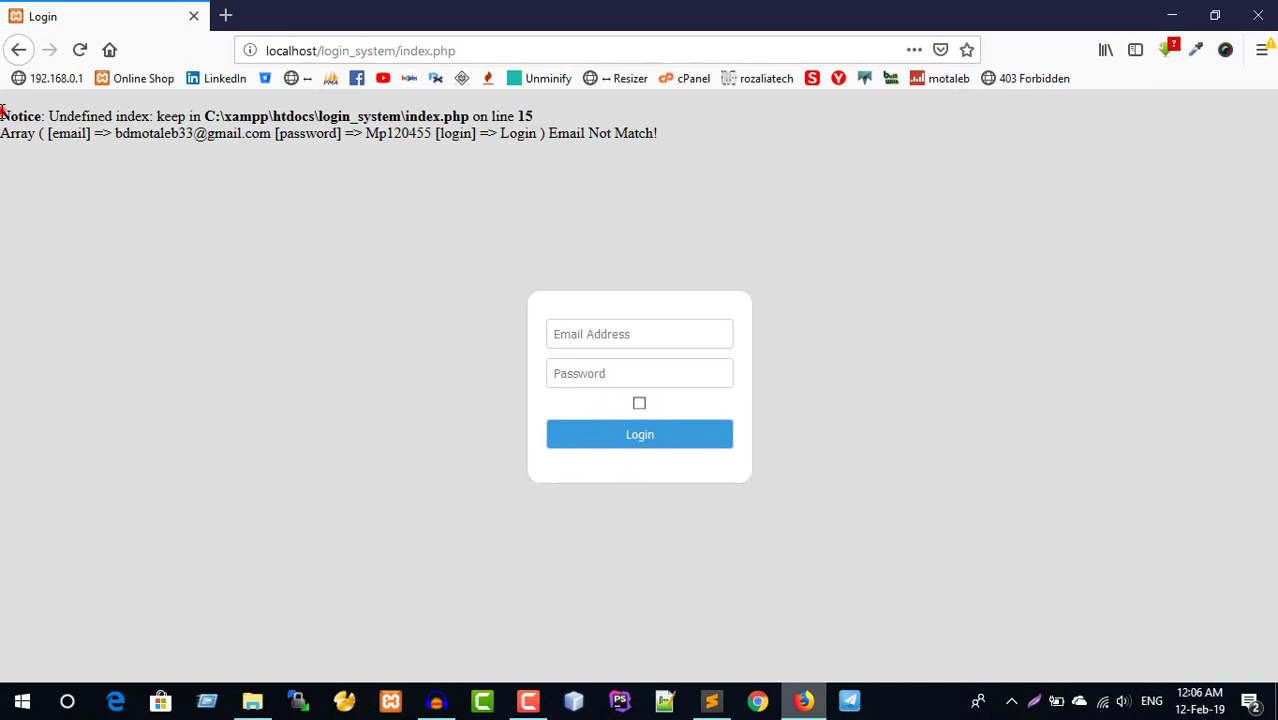 Login
localhost/login_system/index.php
192.168.0.1 Online Shop LinkedIn Unminify Resizer cPanel rozaliatech motaleb 403 Forbidden
Notice: Undefined index: keep in C:\xampp\htdocs\login_system\index.php on line 15
Array ( [email] => bdmotaleb33@gmail.com [password] => Mp120455 [login] => Login ) Email Not Match!
Email Address
Password
Login
ENG
12:06 AM
12-Feb-19
2